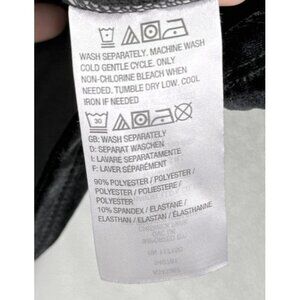 WASH SEPARATELY. MACHINE WASH
COLD GENTLE CYCLE. ONLY
NON-CHLORINE BLEACH WHEN
NEEDED. TUMBLE DRY LOW. COOL
IRON IF NEEDED
30
GB: WASH SEPARATELY
D: SEPARAT WASCHEN
I: LAVARE SEPARATAMENTE
F: LAVER SÉPARÉMENT
90% POLYESTER / POLYESTER /
POLYESTER / POLIESTERE /
POLYESTER
10% SPANDEX / ELASTANE /
ELASTHAN / ELASTAN / ELASTHANNE